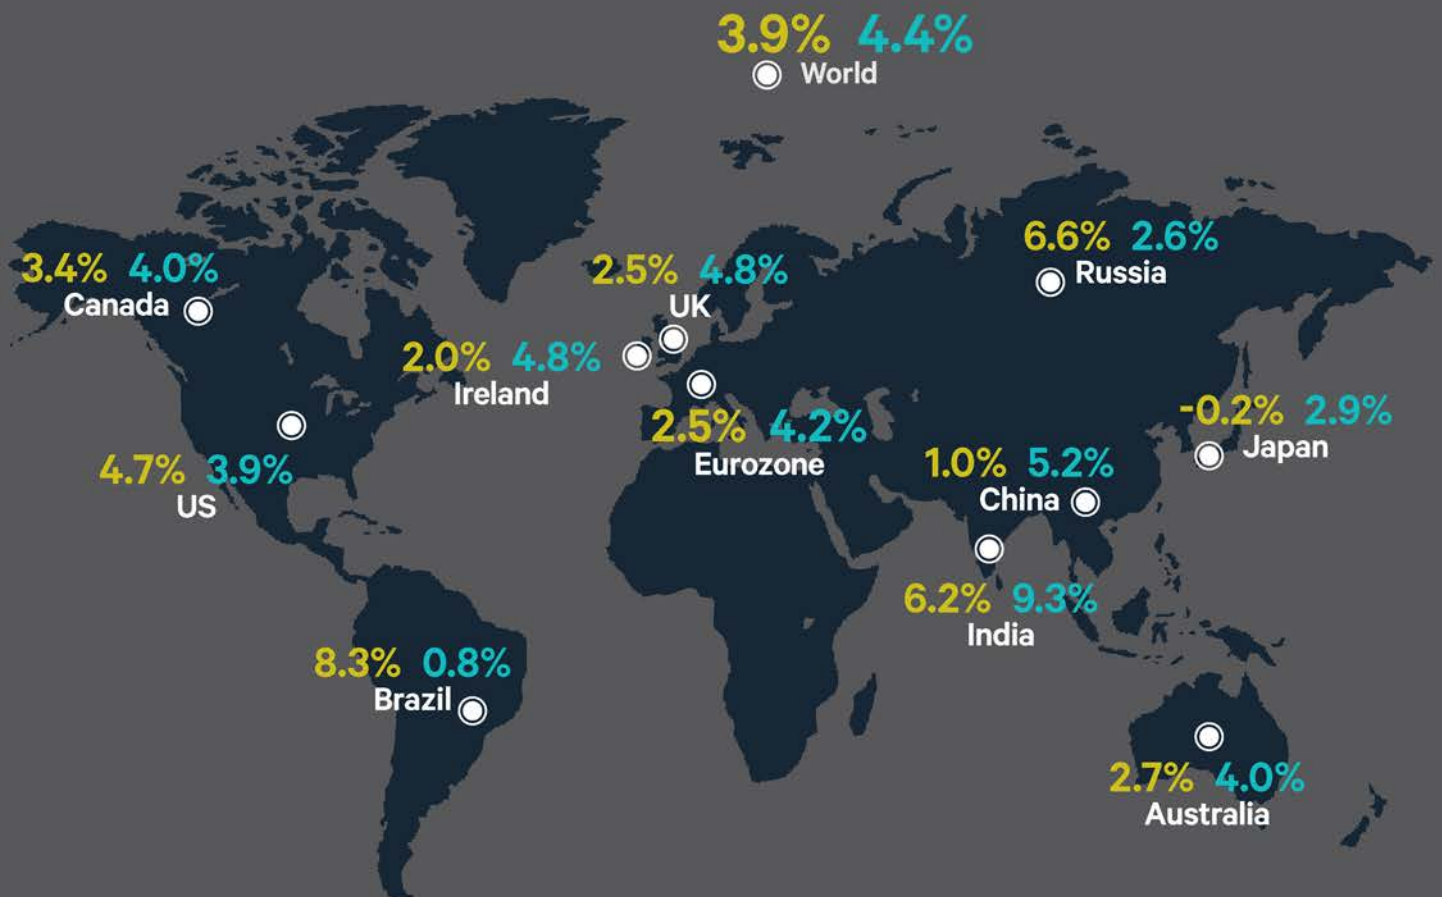 3.9% 4.4%
World
6.6% 2.6%
Russia
3.4% 4.0%
Canada
2.5% 4.8%
UK
2.0% 4.8%
Ireland
2.5% 4.2%
Eurozone
-0.2% 2.9%
Japan
4.7% 3.9%
US
1.0% 5.2%
China
6.2% 9.3%
India
8.3% 0.8%
Brazil
2.7% 4.0%
Australia